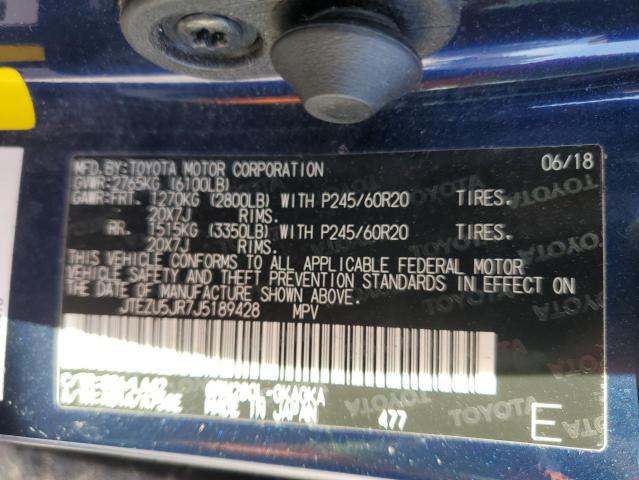 MFD.BY:TOYOTA MOTOR CORPORATION 06/18
GVWR:2765KG (6100LB)
GAWR:FRT. 1270KG (2800LB) WITH P245/60R20 TIRES.
20X7J RIMS.
RR. 1515KG (3350LB) WITH P245/60R20 TIRES.
20X7J RIMS.
THIS VEHICLE CONFORMS TO ALL APPLICABLE FEDERAL MOTOR
VEHICLE SAFETY AND THEFT PREVENTION STANDARDS IN EFFECT ON
THE DATE OF MANUFACTURE SHOWN ABOVE.
JTEZU5JR7J5189428 MPV
MADE IN JAPAN 477 E